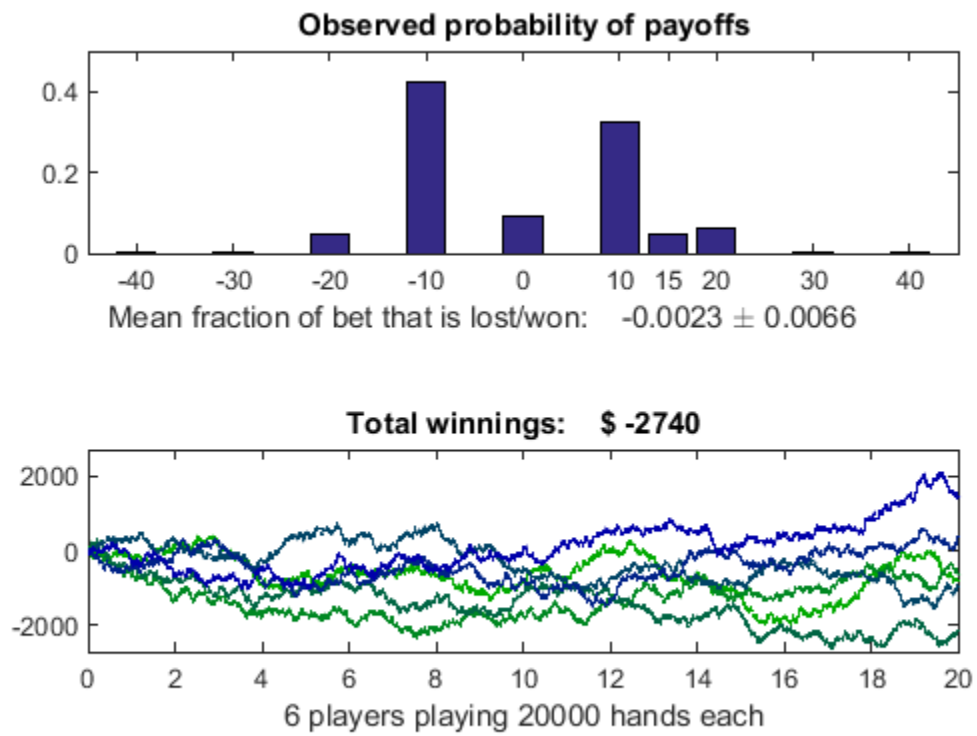 Observed probability of payoffs
0.4
0.2
0
-40 -30 -20 -10 0 10 15 20 30 40
Mean fraction of bet that is lost/won: -0.0023 ± 0.0066
Total winnings: $ -2740
2000
0
-2000
0 2 4 6 8 10 12 14 16 18 20
6 players playing 20000 hands each